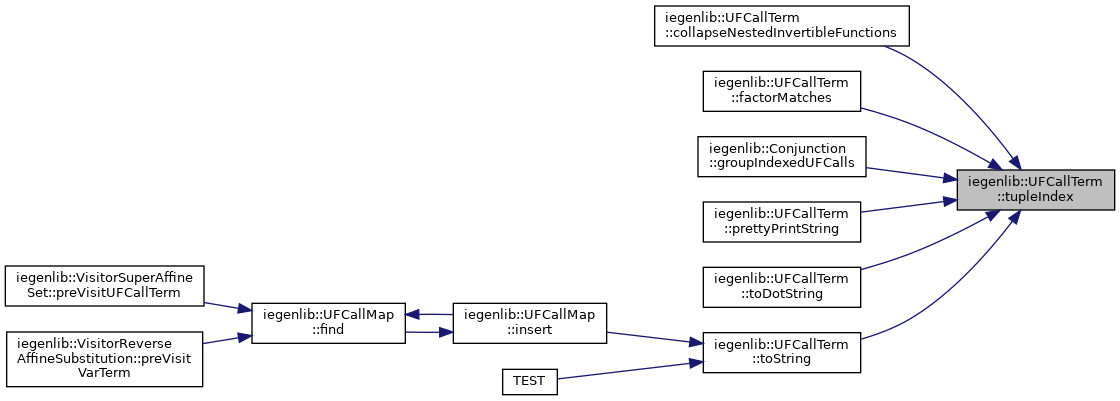 iegenlib::UFCallTerm
::collapseNestedInvertibleFunctions
iegenlib::UFCallTerm
::factorMatches
iegenlib::Conjunction
::groupIndexedUFCalls
iegenlib::UFCallTerm
::tupleIndex
iegenlib::UFCallTerm
::prettyPrintString
iegenlib::UFCallTerm
::toDotString
iegenlib::VisitorSuperAffine
Set::preVisitUFCallTerm
iegenlib::UFCallMap
::find
iegenlib::UFCallMap
::insert
iegenlib::VisitorReverse
AffineSubstitution::preVisit
VarTerm
iegenlib::UFCallTerm
::toString
TEST